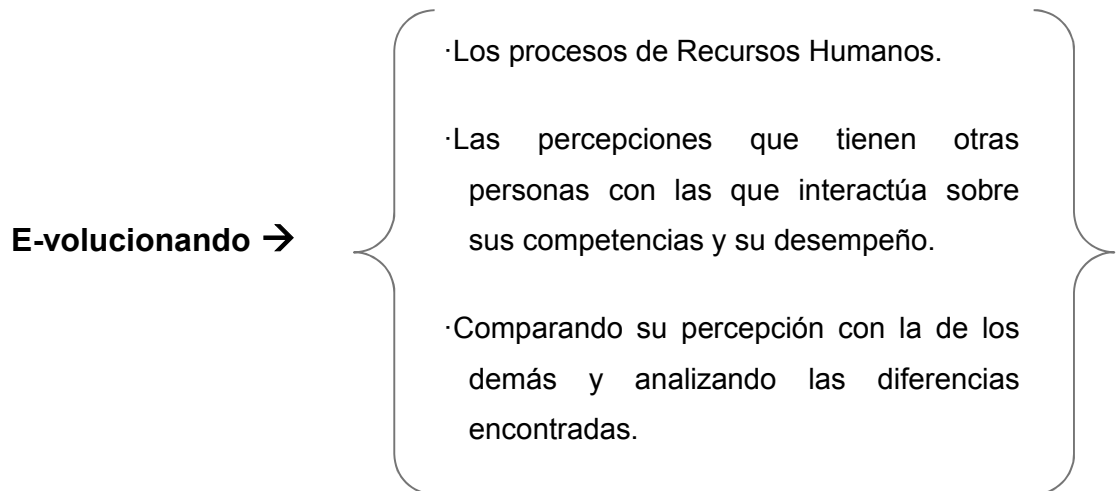 ·Los procesos de Recursos Humanos.
·Las percepciones que tienen otras
personas con las que interactúa sobre
sus competencias y su desempeño.
E-volucionando →
·Comparando su percepción con la de los
demás y analizando las diferencias
encontradas.